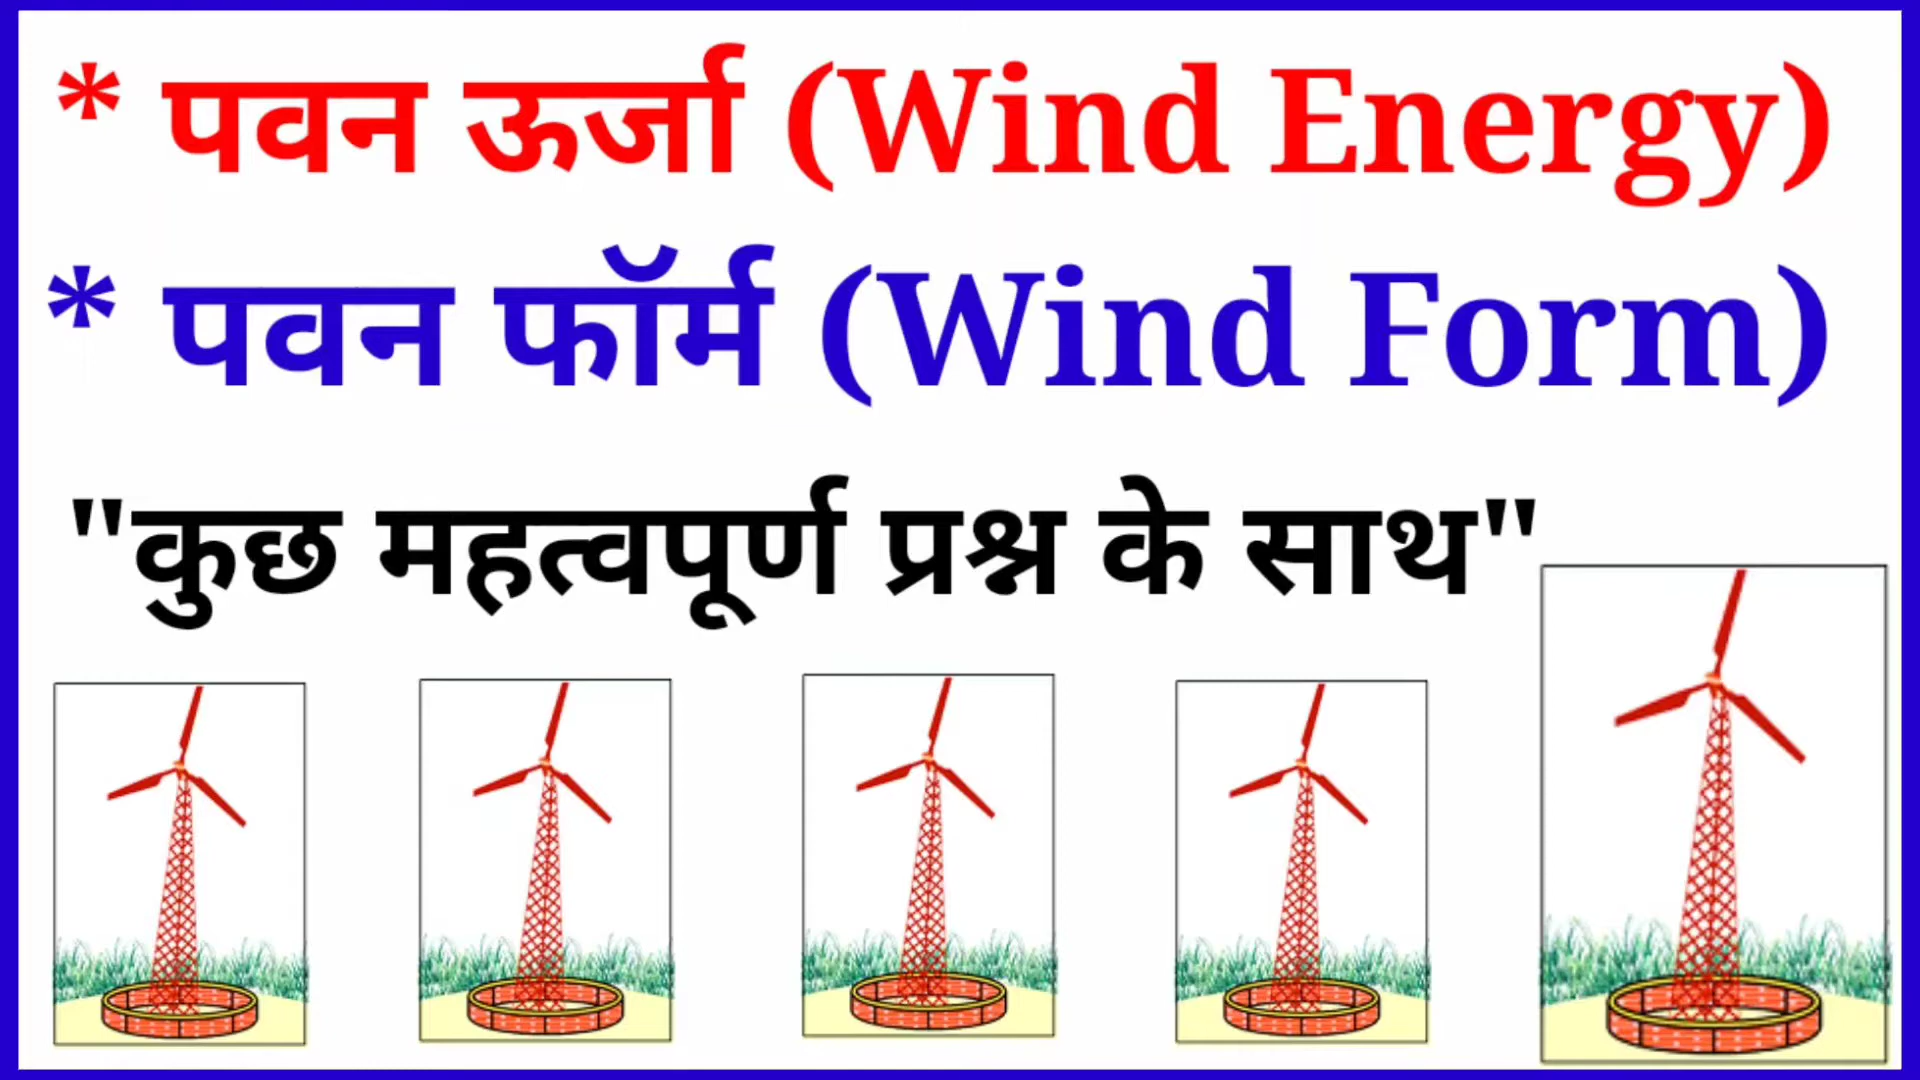 * पवन ऊर्जा (Wind Energy)
* पवन फॉर्म (Wind Form)
"कुछ महत्वपूर्ण प्रश्न के साथ"